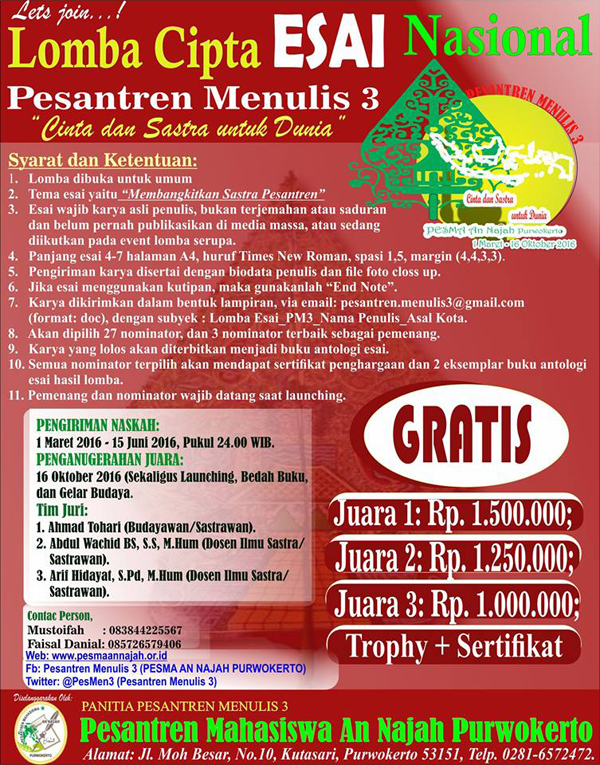 Lets join...!
Lomba Cipta ESAI Nasional
Pesantren Menulis 3
"Cinta dan Sastra untuk Dunia"
PESANTREN MENULIS 3
Cinta dan Sastra
untuk Dunia
PESMA An Najah Purwokerto
1 Maret - 16 Oktober 2016
Syarat dan Ketentuan:
1. Lomba dibuka untuk umum
2. Tema esai yaitu "Membangkitkan Sastra Pesantren"
3. Esai wajib karya asli penulis, bukan terjemahan atau saduran
dan belum pernah publikasikan di media massa, atau sedang
diikutkan pada event lomba serupa.
4. Panjang esai 4-7 halaman A4, huruf Times New Roman, spasi 1,5, margin (4,4,3,3).
5. Pengiriman karya disertai dengan biodata penulis dan file foto closs up.
6. Jika esai menggunakan kutipan, maka gunakanlah "End Note".
7. Karya dikirimkan dalam bentuk lampiran, via email: pesantren.menulis3@gmail.com
(format: doc), dengan subyek : Lomba Esai_PM3_Nama Penulis_Asal Kota.
8. Akan dipilih 27 nominator, dan 3 nominator terbaik sebagai pemenang.
9. Karya yang lolos akan diterbitkan menjadi buku antologi esai.
10. Semua nominator terpilih akan mendapat sertifikat penghargaan dan 2 eksemplar buku antologi
esai hasil lomba.
11. Pemenang dan nominator wajib datang saat launching.
PENGIRIMAN NASKAH:
1 Maret 2016 - 15 Juni 2016, Pukul 24.00 WIB.
PENGANUGERAHAN JUARA:
16 Oktober 2016 (Sekaligus Launching, Bedah Buku,
dan Gelar Budaya.
Tim Juri:
1. Ahmad Tohari (Budayawan/Sastrawan).
2. Abdul Wachid BS, S.S, M.Hum (Dosen Ilmu Sastra/
Sastrawan).
3. Arif Hidayat, S.Pd, M.Hum (Dosen Ilmu Sastra/
Sastrawan).
GRATIS
Juara 1: Rp. 1.500.000;
Juara 2: Rp. 1.250.000;
Juara 3: Rp. 1.000.000;
Trophy + Sertifikat
Contac Person,
Mustoifah : 083844225567
Faisal Danial: 085726579406
Web: www.pesmaannajah.or.id
Fb: Pesantren Menulis 3 (PESMA AN NAJAH PURWOKERTO)
Twitter: @PesMen3 (Pesantren Menulis 3)
Diselanggarakan Oleh:
PANITIA PESANTREN MENULIS 3
Pesantren Mahasiswa An Najah Purwokerto
Alamat: Jl. Moh Besar, No.10, Kutasari, Purwokerto 53151, Telp. 0281-6572472.
PURWOKERTO